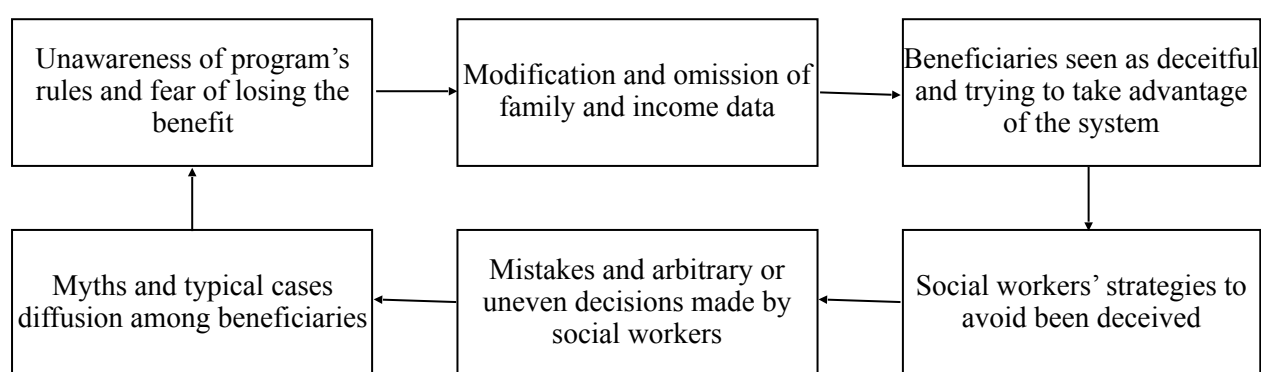 Unawareness of program’s
rules and fear of losing the
benefit
Modification and omission of
family and income data
Beneficiaries seen as deceitful
and trying to take advantage
of the system
Myths and typical cases
diffusion among beneficiaries
Mistakes and arbitrary or
uneven decisions made by
social workers
Social workers’ strategies to
avoid been deceived